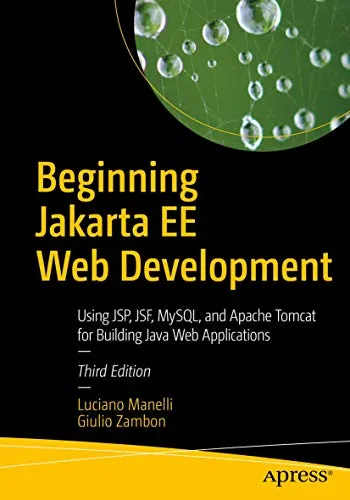 Beginning
Jakarta EE
Web Development
Using JSP, JSF, MySQL, and Apache Tomcat
for Building Java Web Applications
—
Third Edition
—
Luciano Manelli
Giulio Zambon
Apress®